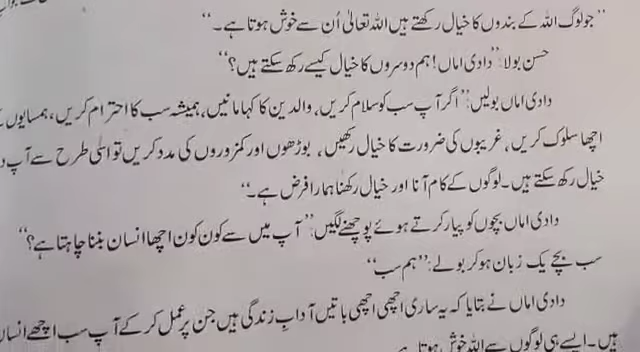 ”جو لوگ اللہ کے بندوں کا خیال رکھتے ہیں اللہ تعالیٰ اُن سے خوش ہوتا ہے۔“
حسن بولا: ”دادی اماں! ہم دوسروں کا خیال کیسے رکھ سکتے ہیں؟“
دادی اماں بولیں: ”اگر آپ سب کو سلام کریں، والدین کا کہا مانیں، ہمیشہ سب کا احترام کریں، ہمسایوں
اچھا سلوک کریں، غریبوں کی ضرورت کا خیال رکھیں، بوڑھوں اور کمزوروں کی مدد کریں تو اسی طرح سے آپ
خیال رکھ سکتے ہیں۔ لوگوں کے کام آنا اور خیال رکھنا ہمارا فرض ہے۔“
دادی اماں بچوں کو پیار کرتے ہوئے پوچھنے لگیں: ”آپ میں سے کون کون اچھا انسان بننا چاہتا ہے؟“
سب بچے یک زبان ہو کر بولے: ”ہم سب“
دادی اماں نے بتایا کہ یہ ساری اچھی اچھی باتیں آدابِ زندگی ہیں جن پر عمل کر کے آپ سب اچھے انسان
ہیں۔ ایسے ہی لوگوں سے اللہ خوش ہوتا ہے